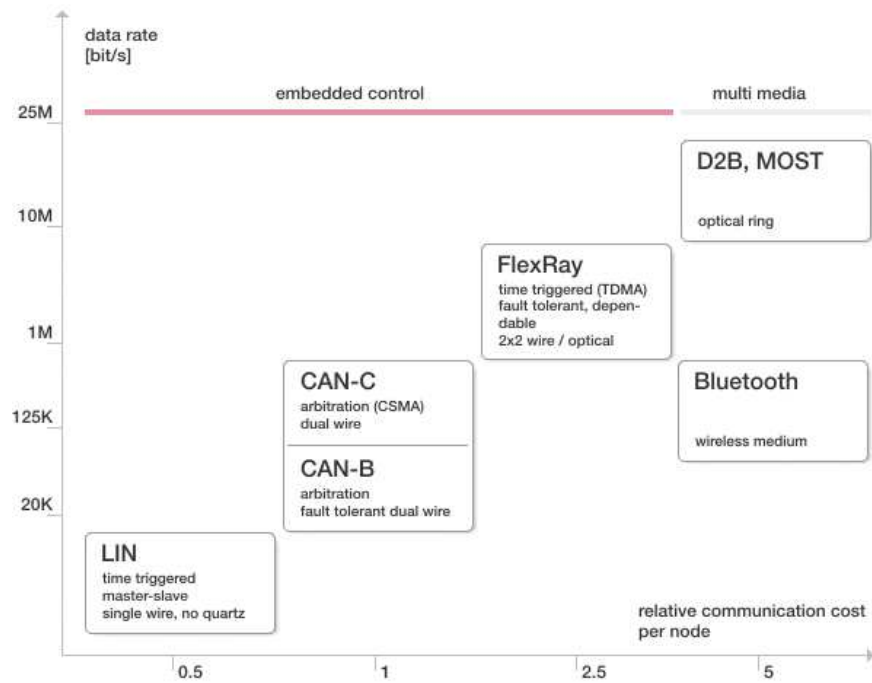 data rate
[bit/s]
embedded control
multi media
25M
D2B, MOST
optical ring
10M
FlexRay
time triggered (TDMA)
fault tolerant, depen-
dable
2x2 wire / optical
1M
CAN-C
arbitration (CSMA)
dual wire
Bluetooth
wireless medium
125K
CAN-B
arbitration
fault tolerant dual wire
20K
LIN
time triggered
master-slave
single wire, no quartz
relative communication cost
per node
0.5
1
2.5
5